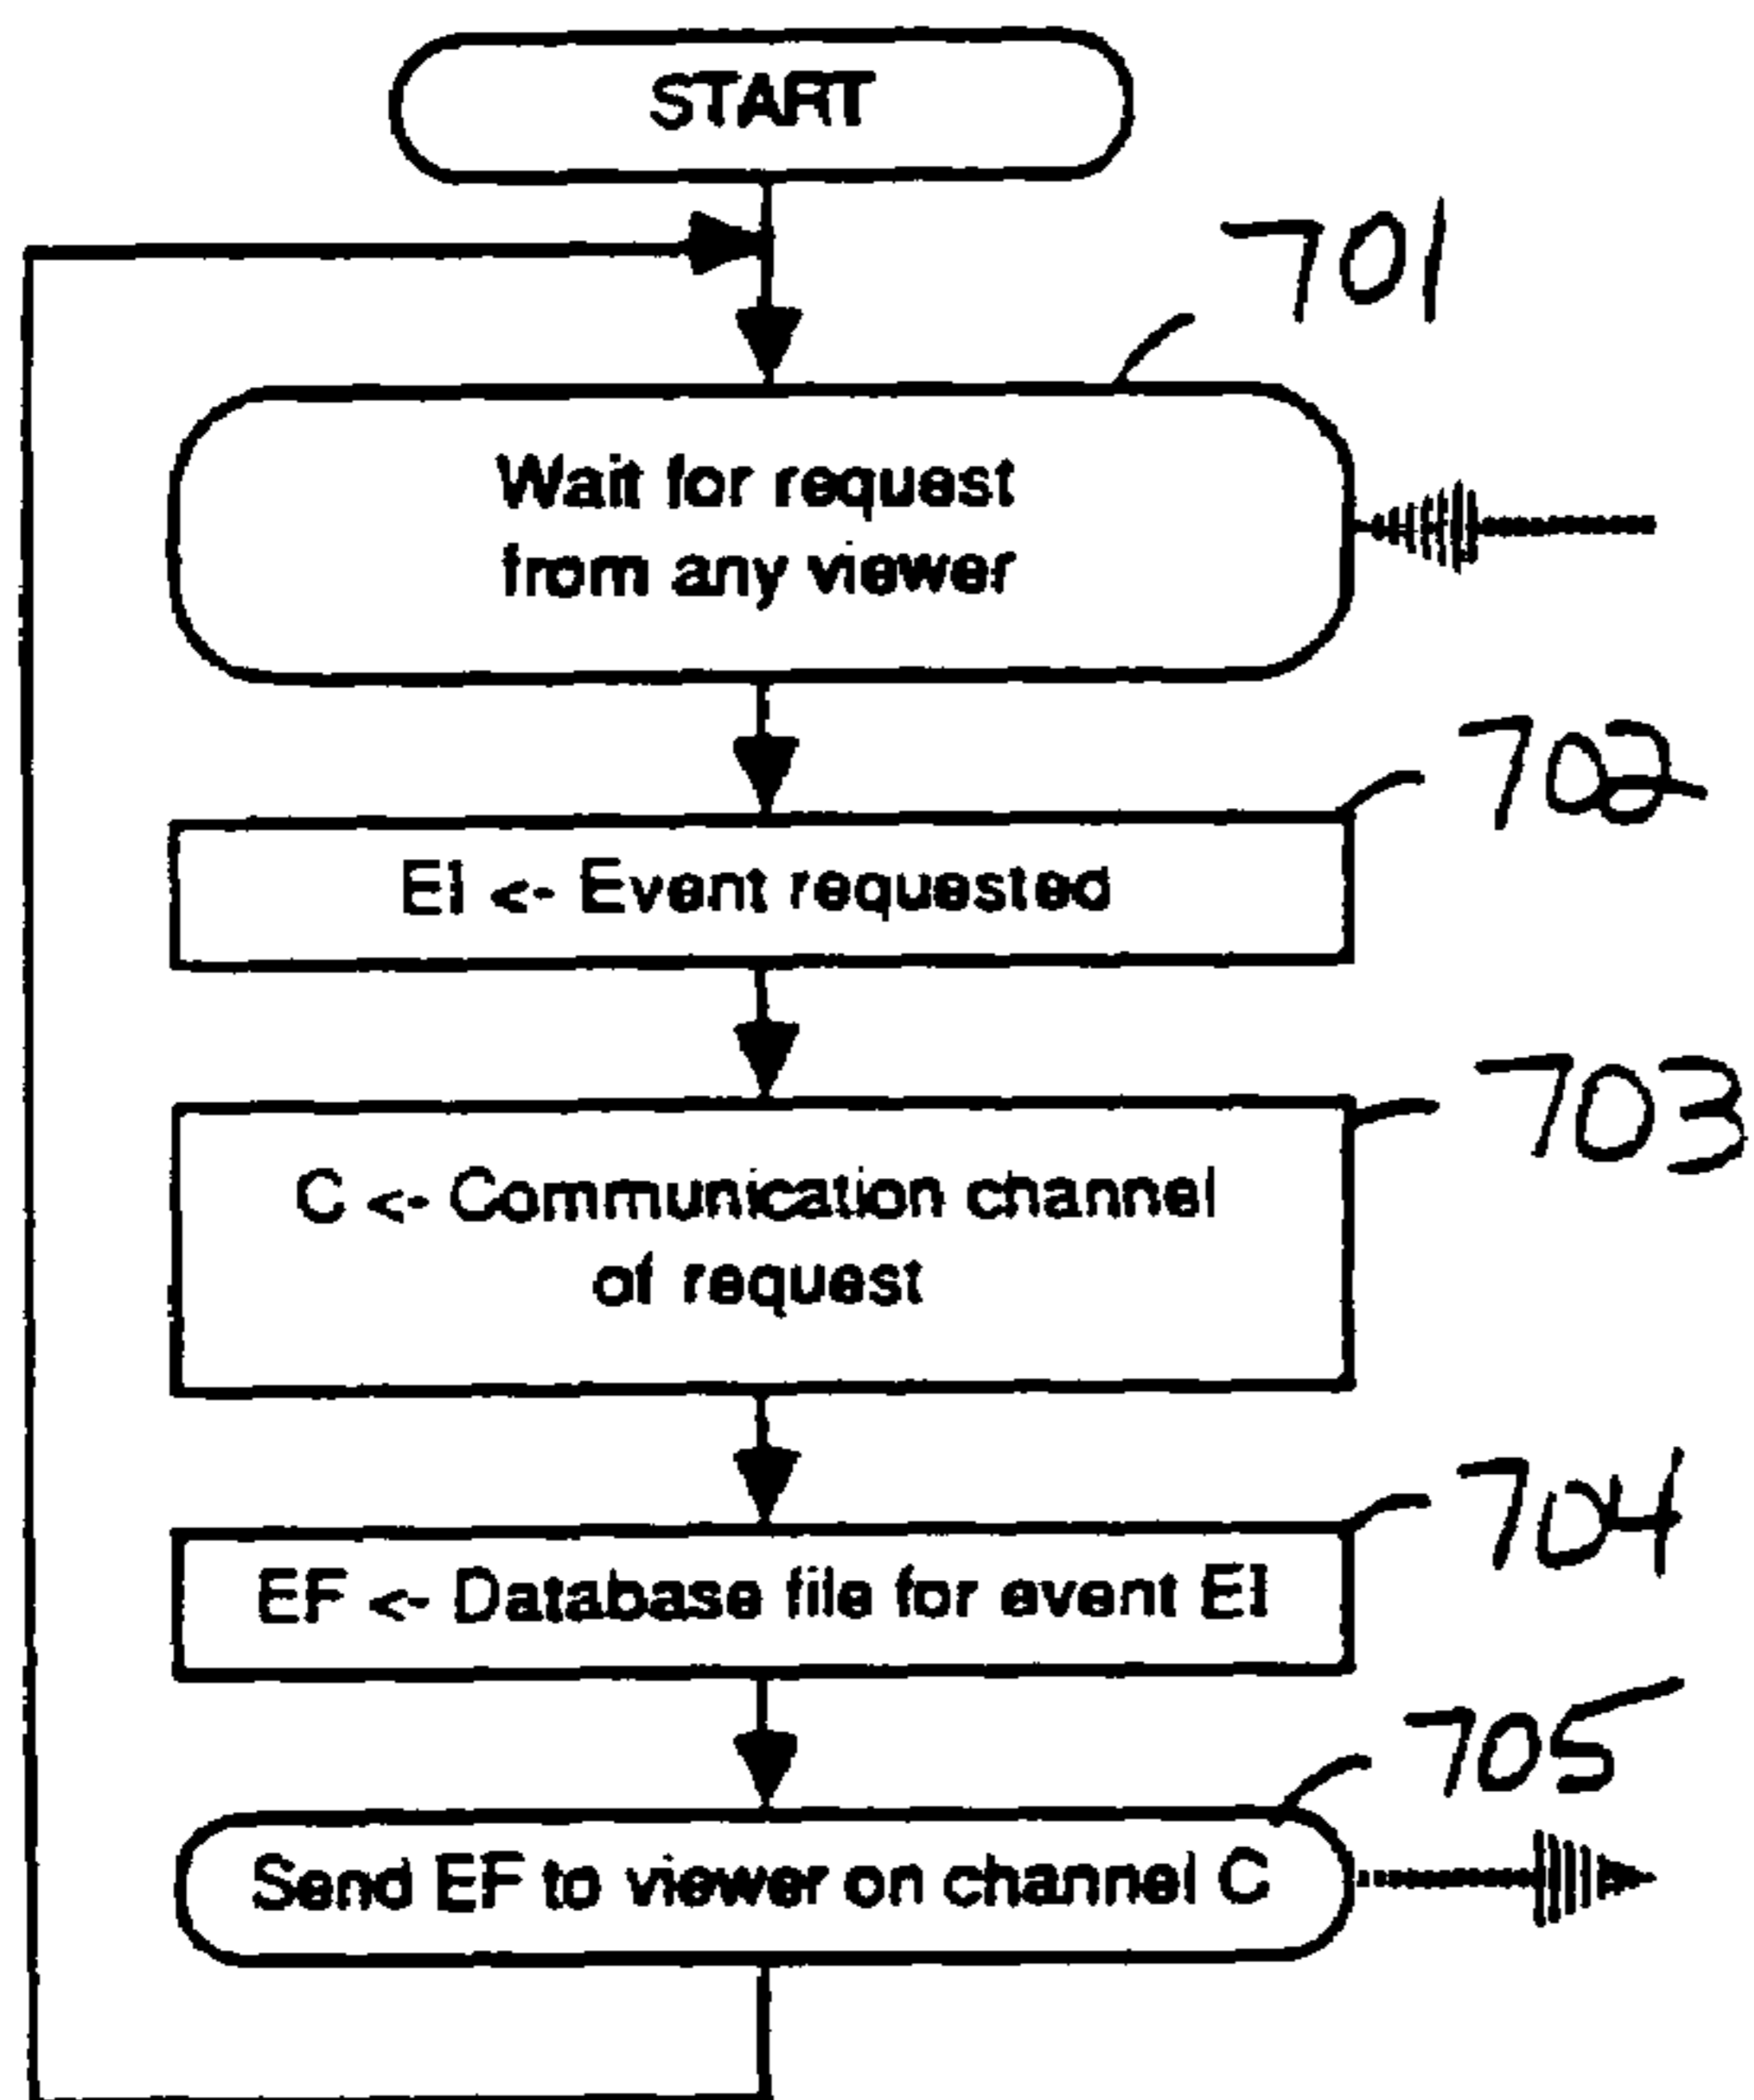 START
701
Wait for request
from any viewer
702
EI <- Event requested
703
C <- Communication channel
of request
704
EF <- Database file for event EI
705
Send EF to viewer on channel C